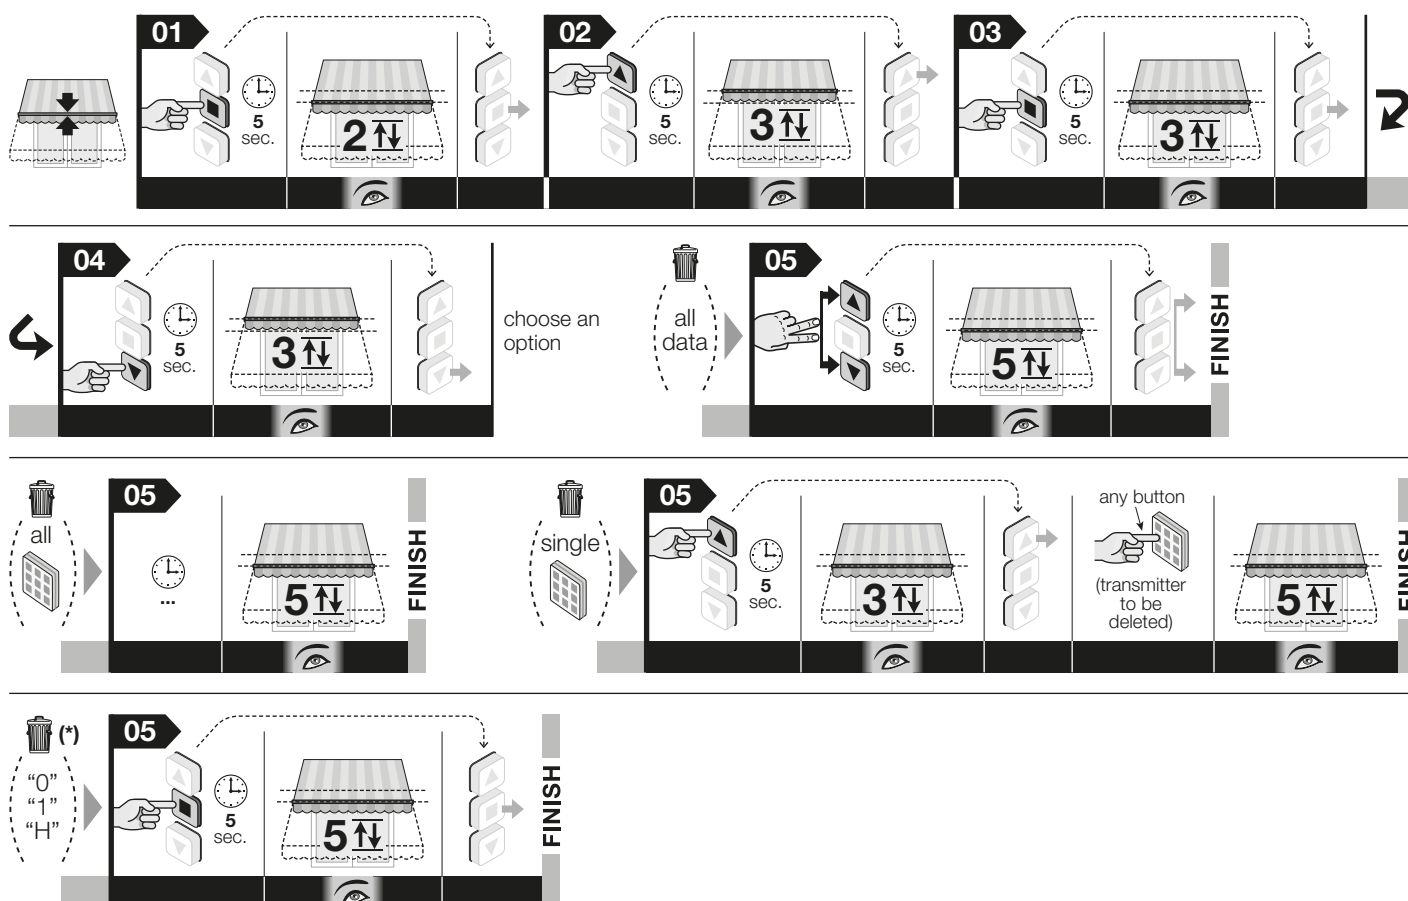 01
5
sec.
2
02
5
sec.
3
03
5
sec.
3
04
5
sec.
3
choose an
option
all
data
05
5
sec.
5
FINISH
all
05
...
5
FINISH
single
05
5
sec.
3
any button
(transmitter
to be
deleted)
5
FINISH
(*)
“0”
“1”
“H”
05
5
sec.
5
FINISH